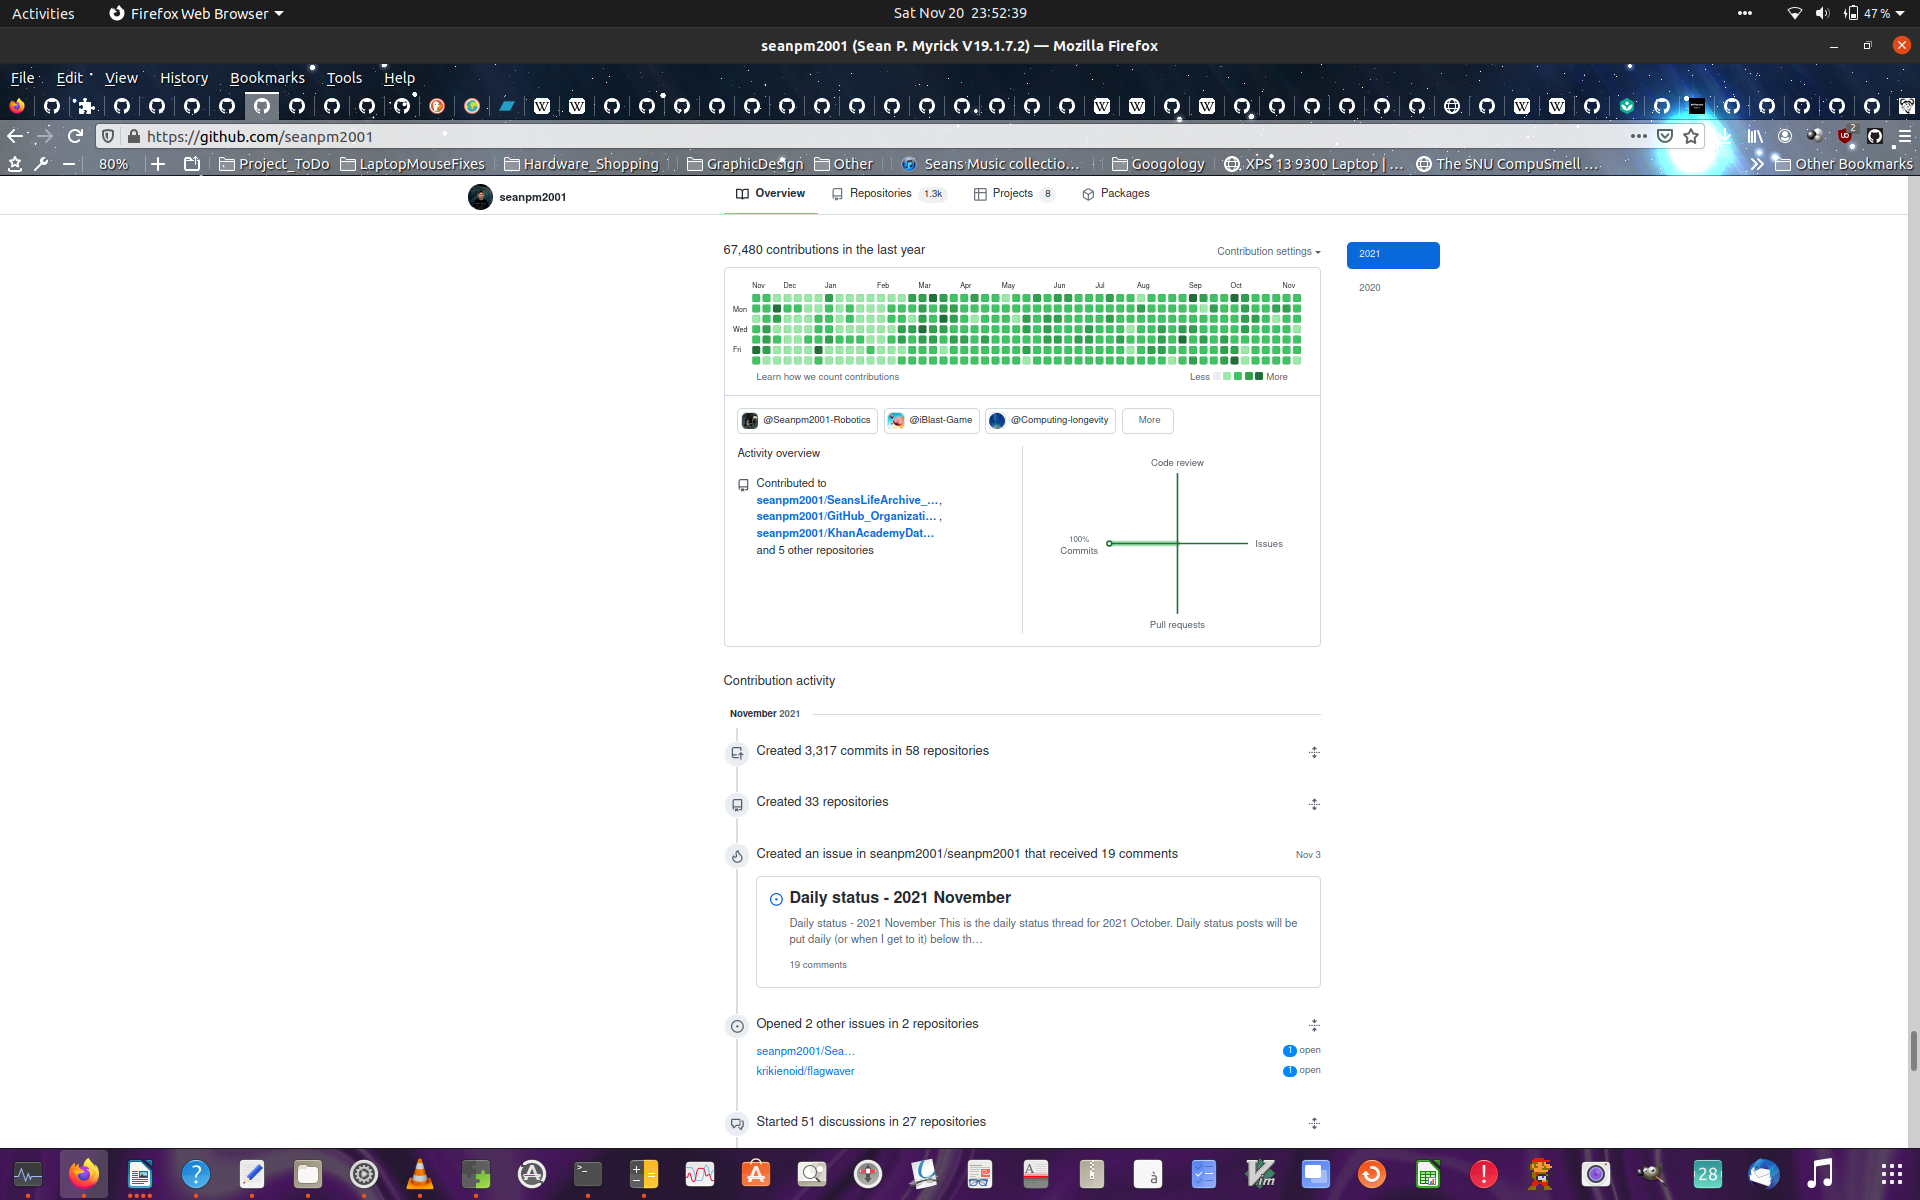 Activities
Firefox Web Browser
Sat Nov 20 23:52:39
47 %
seanpm2001 (Sean P. Myrick V19.1.7.2) — Mozilla Firefox
File Edit View History Bookmarks Tools Help
https://github.com/seanpm2001
2
80%
Project_ToDo
LaptopMouseFixes
Hardware_Shopping
GraphicDesign
Other
Seans Music collectio…
Googology
XPS 13 9300 Laptop | …
The SNU CompuSmell …
Other Bookmarks
seanpm2001
Overview
Repositories 1.3k
Projects 8
Packages
67,480 contributions in the last year
Contribution settings
2021
2020
Nov Dec Jan Feb Mar Apr May Jun Jul Aug Sep Oct Nov
Mon
Wed
Fri
Learn how we count contributions
Less More
@Seanpm2001-Robotics
@iBlast-Game
@Computing-longevity
More
Activity overview
Contributed to
seanpm2001/SeansLifeArchive_…,
seanpm2001/GitHub_Organizati… ,
seanpm2001/KhanAcademyDat…
and 5 other repositories
Code review
100%
Commits
Issues
Pull requests
Contribution activity
November 2021
Created 3,317 commits in 58 repositories
Created 33 repositories
Created an issue in seanpm2001/seanpm2001 that received 19 comments
Nov 3
Daily status - 2021 November
Daily status - 2021 November This is the daily status thread for 2021 October. Daily status posts will be
put daily (or when I get to it) below th…
19 comments
Opened 2 other issues in 2 repositories
seanpm2001/Sea…
1 open
krikienoid/flagwaver
1 open
Started 51 discussions in 27 repositories
28